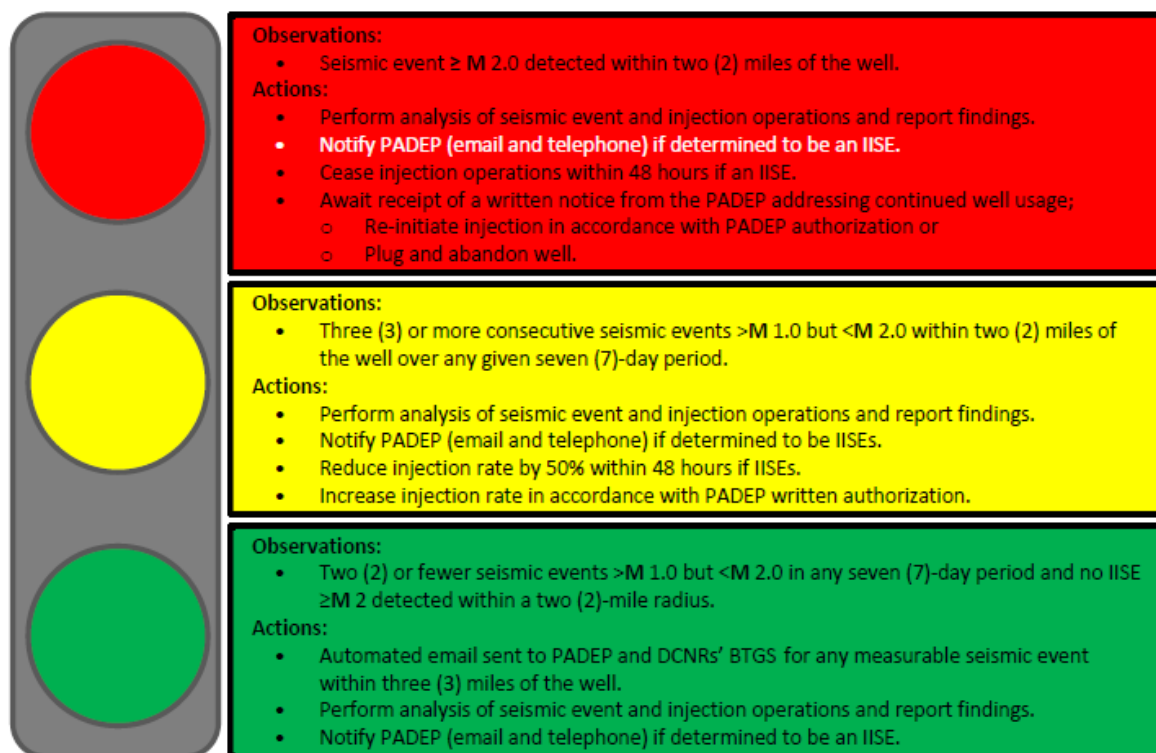 Observations:
• Seismic event ≥ M 2.0 detected within two (2) miles of the well.
Actions:
• Perform analysis of seismic event and injection operations and report findings.
• Notify PADEP (email and telephone) if determined to be an IISE.
• Cease injection operations within 48 hours if an IISE.
• Await receipt of a written notice from the PADEP addressing continued well usage;
o Re-initiate injection in accordance with PADEP authorization or
o Plug and abandon well.
Observations:
• Three (3) or more consecutive seismic events >M 1.0 but <M 2.0 within two (2) miles of
the well over any given seven (7)-day period.
Actions:
• Perform analysis of seismic event and injection operations and report findings.
• Notify PADEP (email and telephone) if determined to be IISEs.
• Reduce injection rate by 50% within 48 hours if IISEs.
• Increase injection rate in accordance with PADEP written authorization.
Observations:
• Two (2) or fewer seismic events >M 1.0 but <M 2.0 in any seven (7)-day period and no IISE
≥M 2 detected within a two (2)-mile radius.
Actions:
• Automated email sent to PADEP and DCNRs’ BTGS for any measurable seismic event
within three (3) miles of the well.
• Perform analysis of seismic event and injection operations and report findings.
• Notify PADEP (email and telephone) if determined to be an IISE.